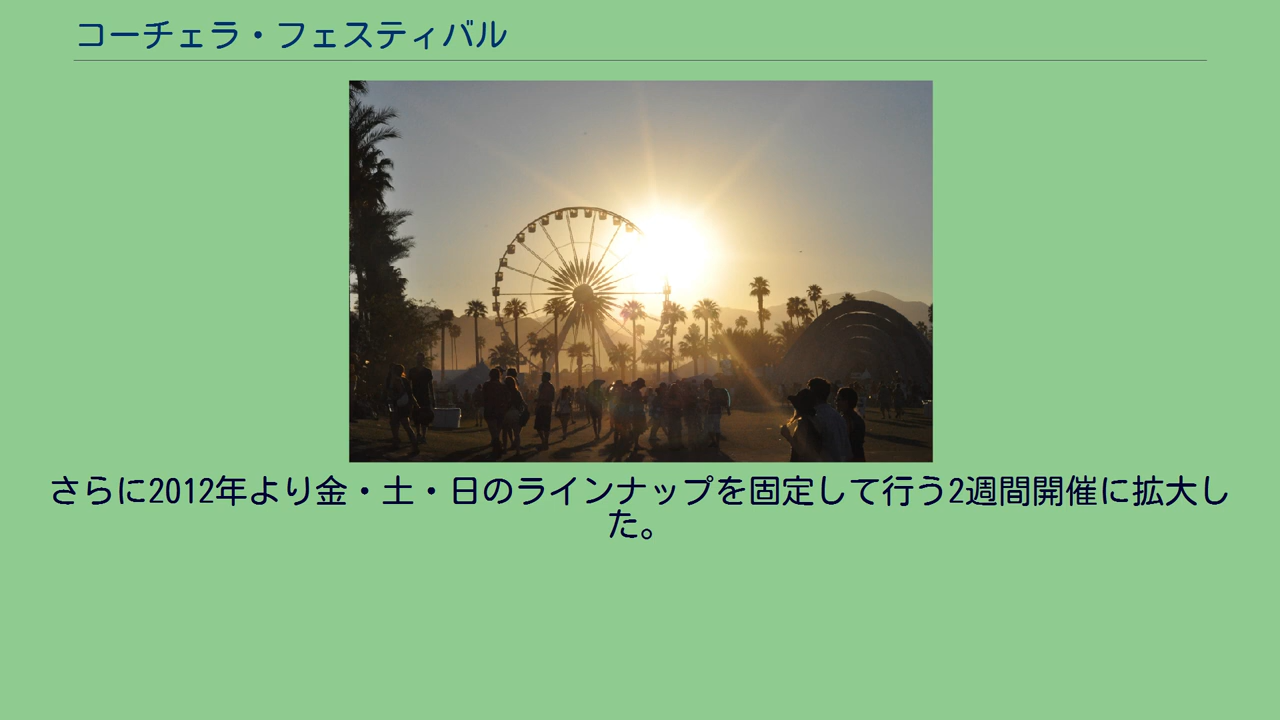 コーチェラ・フェスティバル
さらに2012年より金・土・日のラインナップを固定して行う2週間開催に拡大し
た。